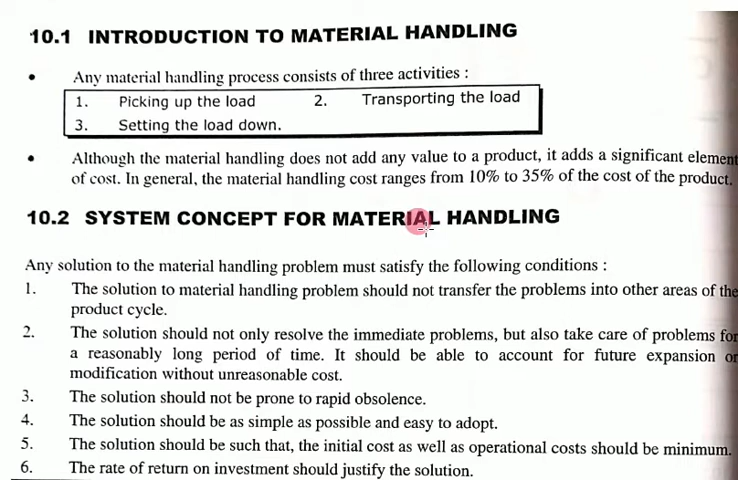 10.1 INTRODUCTION TO MATERIAL HANDLING
• Any material handling process consists of three activities :
1. Picking up the load 2. Transporting the load
3. Setting the load down.
• Although the material handling does not add any value to a product, it adds a significant element
of cost. In general, the material handling cost ranges from 10% to 35% of the cost of the product.
10.2 SYSTEM CONCEPT FOR MATERIAL HANDLING
Any solution to the material handling problem must satisfy the following conditions :
1. The solution to material handling problem should not transfer the problems into other areas of the
product cycle.
2. The solution should not only resolve the immediate problems, but also take care of problems for
a reasonably long period of time. It should be able to account for future expansion or
modification without unreasonable cost.
3. The solution should not be prone to rapid obsolence.
4. The solution should be as simple as possible and easy to adopt.
5. The solution should be such that, the initial cost as well as operational costs should be minimum.
6. The rate of return on investment should justify the solution.